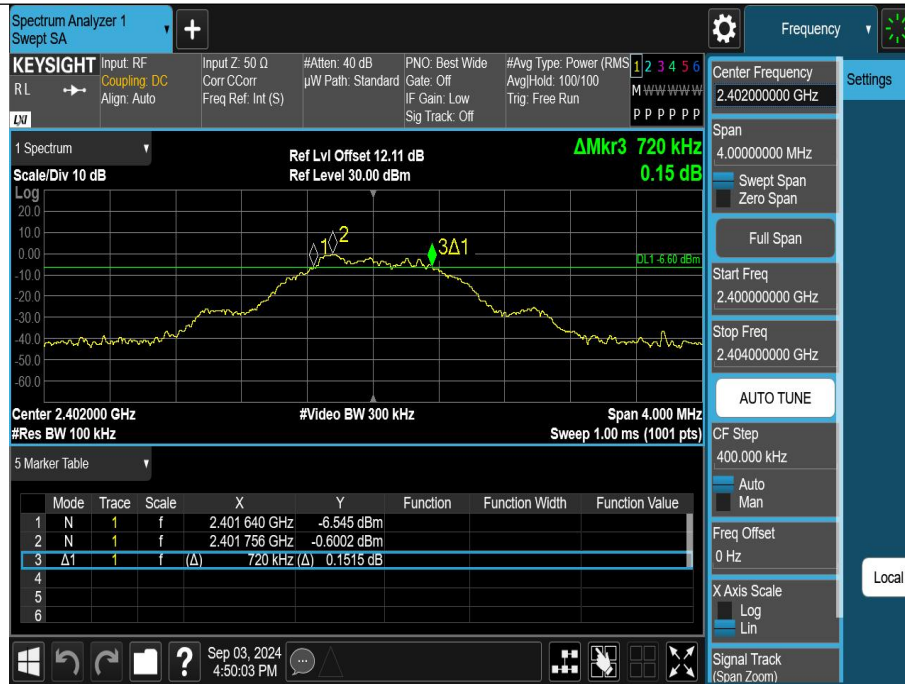 Spectrum Analyzer 1
Swept SA
+
Frequency
KEYSIGHT
RL
LXI
Input: RF
Coupling: DC
Align: Auto
Input Z: 50 Ω
Corr CCorr
Freq Ref: Int (S)
#Atten: 40 dB
µW Path: Standard
PNO: Best Wide
Gate: Off
IF Gain: Low
Sig Track: Off
#Avg Type: Power (RMS
Avg|Hold: 100/100
Trig: Free Run
1 2 3 4 5 6
M W W W W W
P P P P P P
1 Spectrum
Scale/Div 10 dB
Ref Lvl Offset 12.11 dB
Ref Level 30.00 dBm
ΔMkr3 720 kHz
0.15 dB
Log
20.0
10.0
0.00
-10.0
-20.0
-30.0
-40.0
-50.0
-60.0
1
2
3Δ1
DL1 -6.60 dBm
Center 2.402000 GHz
#Video BW 300 kHz
Span 4.000 MHz
#Res BW 100 kHz
Sweep 1.00 ms (1001 pts)
5 Marker Table
Mode Trace Scale X Y Function Function Width Function Value
1 N 1 f 2.401 640 GHz -6.545 dBm
2 N 1 f 2.401 756 GHz -0.6002 dBm
3 Δ1 1 f (Δ) 720 kHz (Δ) 0.1515 dB
4
5
6
?
Sep 03, 2024
4:50:03 PM
Center Frequency
2.402000000 GHz
Span
4.00000000 MHz
Swept Span
Zero Span
Full Span
Start Freq
2.400000000 GHz
Stop Freq
2.404000000 GHz
AUTO TUNE
CF Step
400.000 kHz
Auto
Man
Freq Offset
0 Hz
X Axis Scale
Log
Lin
Signal Track
(Span Zoom)
Settings
Local